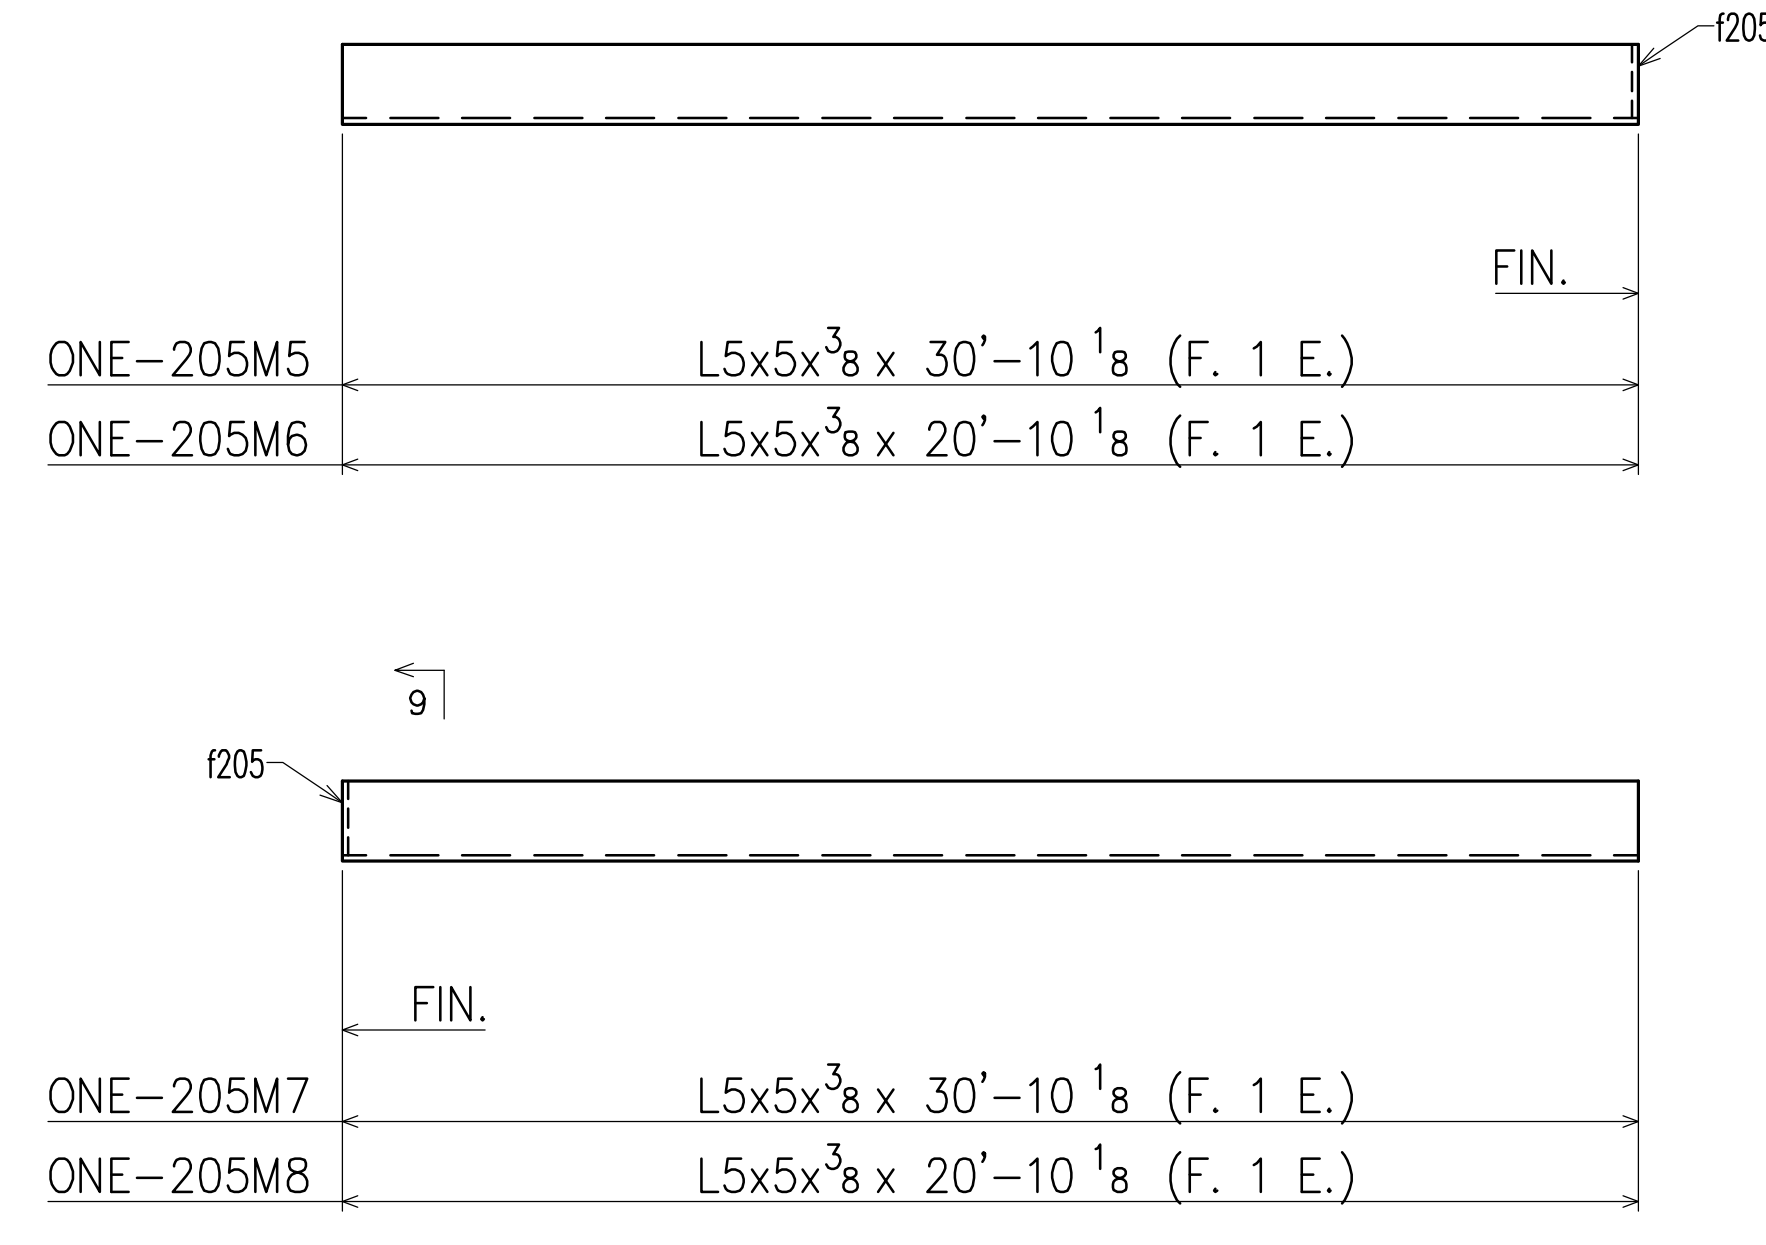 f205
FIN.
ONE-205M5 L5x5x3/8 x 30'-10 1/8 (F. 1 E.)
ONE-205M6 L5x5x3/8 x 20'-10 1/8 (F. 1 E.)
9
f205
FIN.
ONE-205M7 L5x5x3/8 x 30'-10 1/8 (F. 1 E.)
ONE-205M8 L5x5x3/8 x 20'-10 1/8 (F. 1 E.)